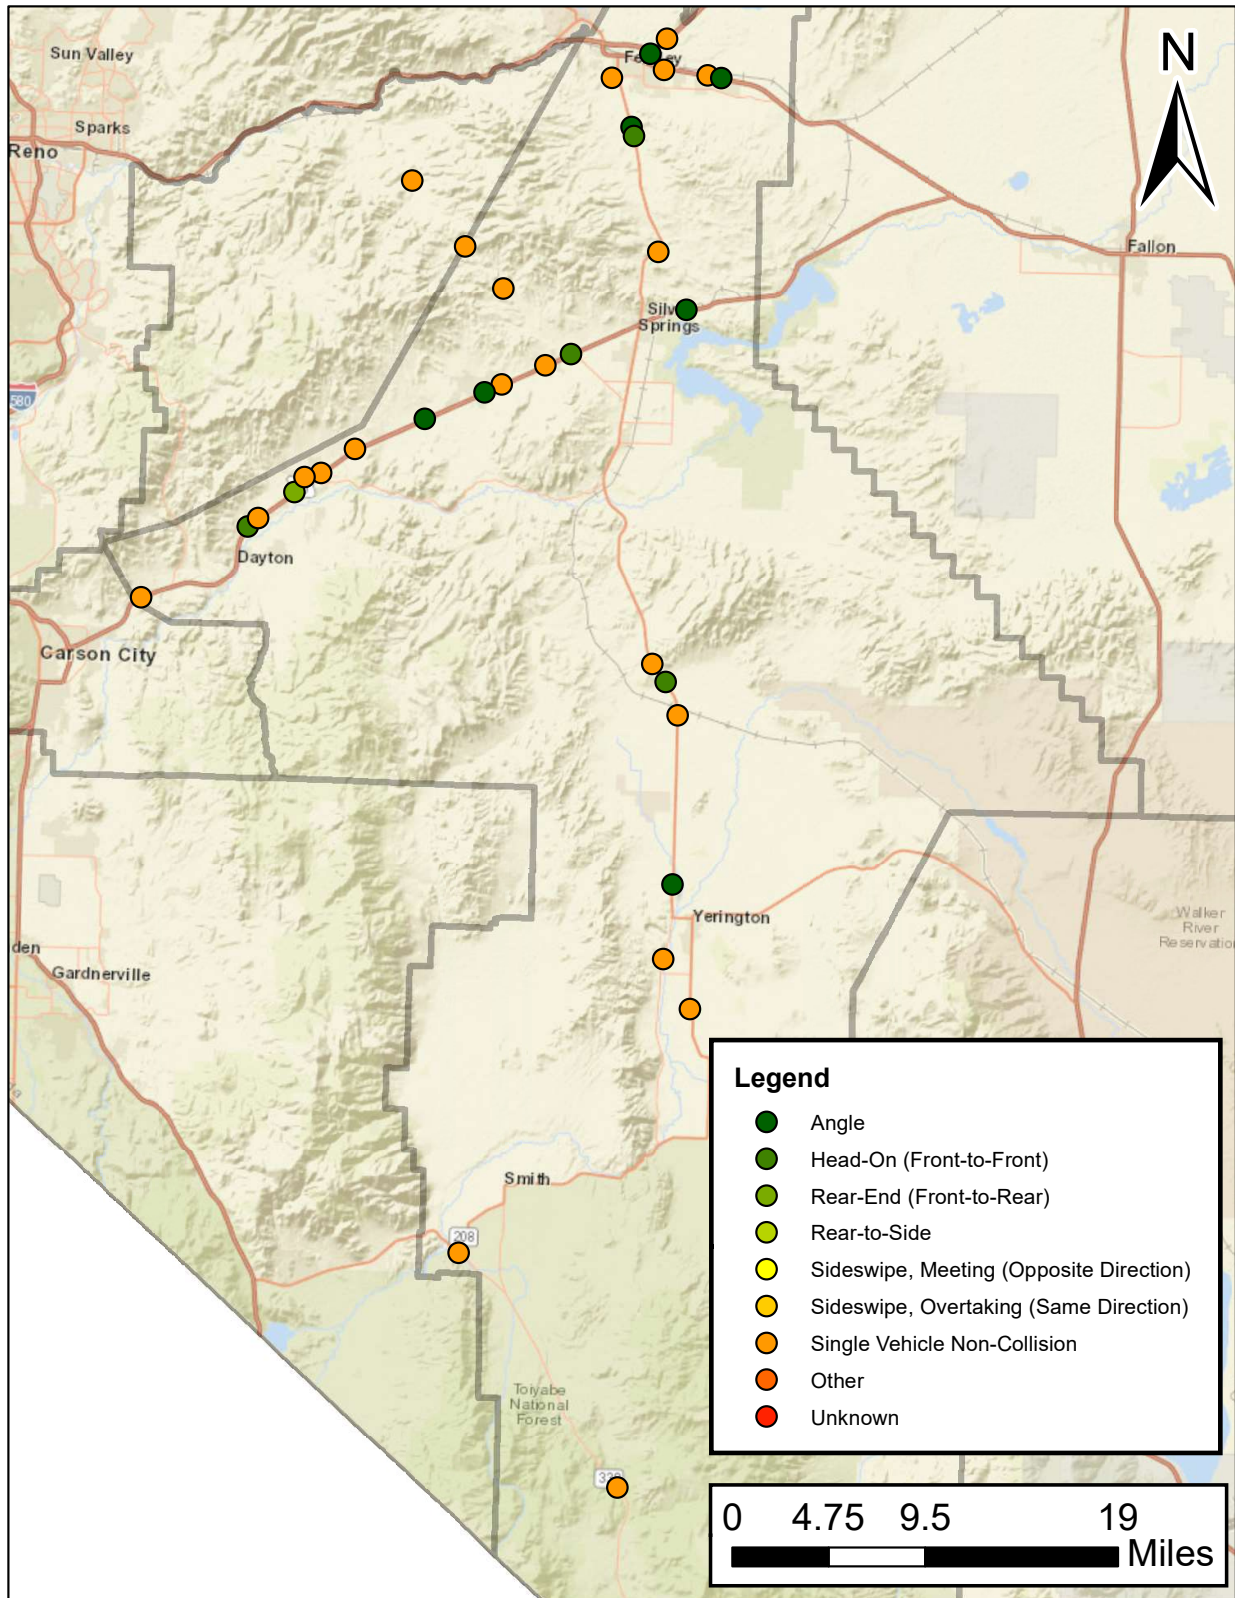 Sun Valley
N
Sparks
Reno
Fallon
Silv
Springs
580
Dayton
Carson City
Yerington
Walker
River
Reservation
den
Gardnerville
Legend
Angle
Head-On (Front-to-Front)
Smith
Rear-End (Front-to-Rear)
Rear-to-Side
208
Sideswipe, Meeting (Opposite Direction)
Sideswipe, Overtaking (Same Direction)
Single Vehicle Non-Collision
Other
Toiyabe
National
Forest
Unknown
0 4.75 9.5 19
Miles